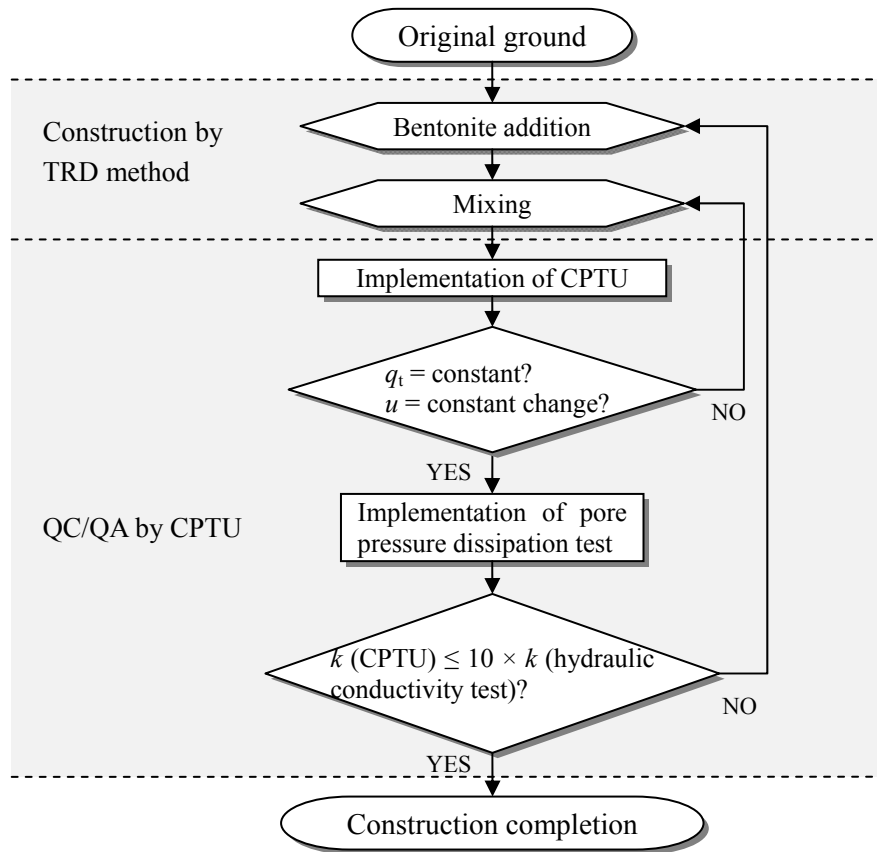 Original ground
Construction by
TRD method
Bentonite addition
Mixing
Implementation of CPTU
qt = constant?
u = constant change?
NO
YES
QC/QA by CPTU
Implementation of pore
pressure dissipation test
k (CPTU) ≤ 10 × k (hydraulic
conductivity test)?
NO
YES
Construction completion